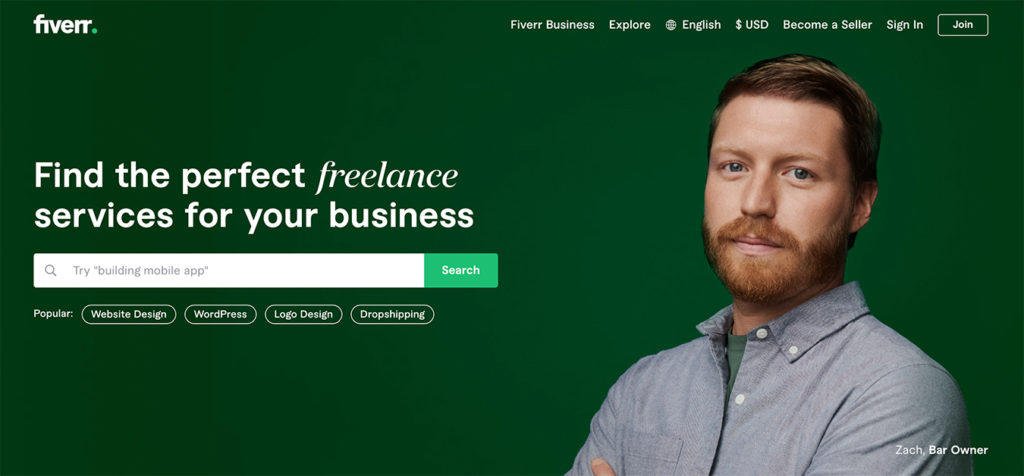 fiverr.
Fiverr Business Explore English $ USD Become a Seller Sign In Join
Find the perfect freelance
services for your business
Try "building mobile app" Search
Popular: Website Design WordPress Logo Design Dropshipping
Zach, Bar Owner